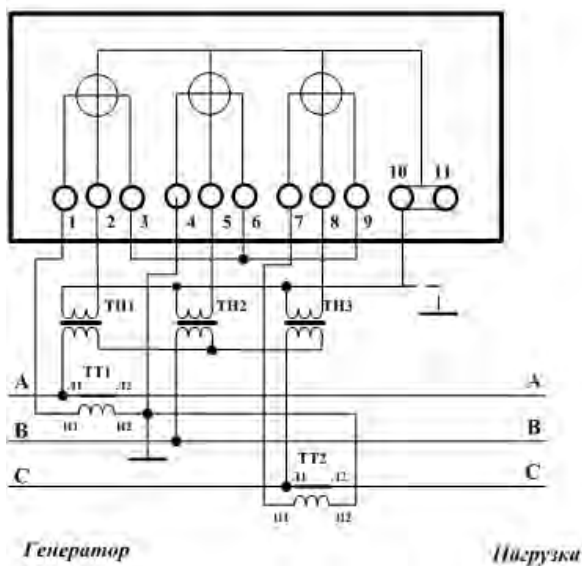 10 11
1 2 3 4 5 6 7 8 9
ТН1 ТН2 ТН3
A ТТ1 Л1 Л2 A
И1 И2
B B
ТТ2
C Л1 Л2 C
И1 И2
Генератор Нагрузка